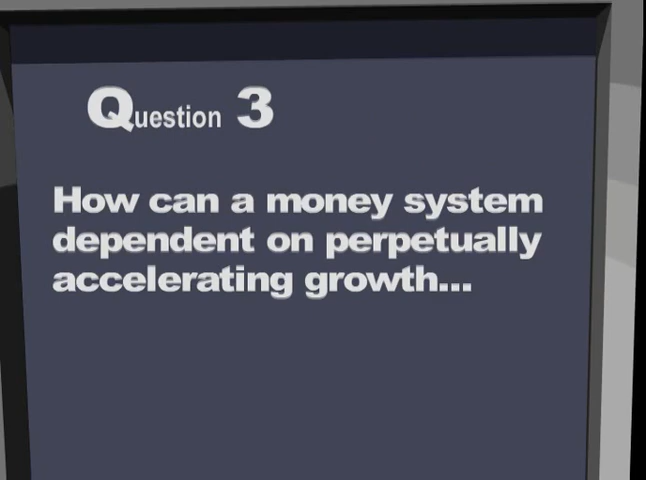 Question 3
How can a money system
dependent on perpetually
accelerating growth...